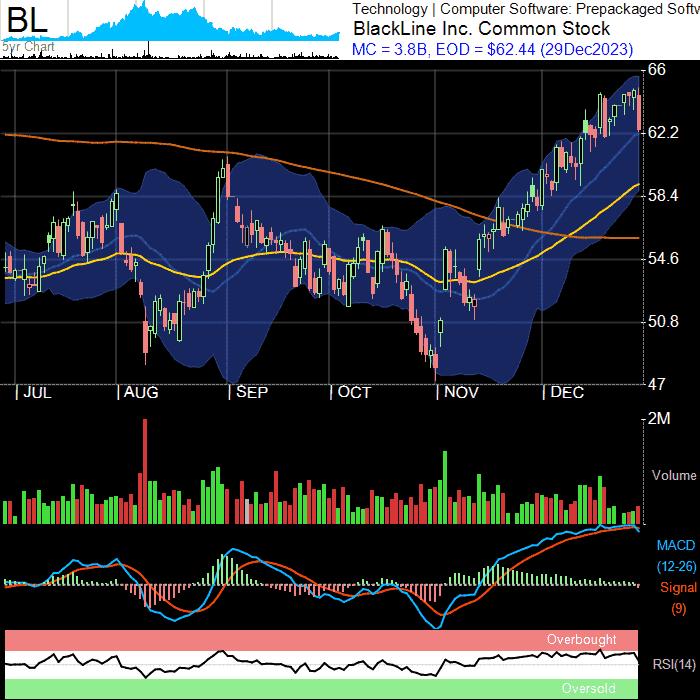 BL
5yr Chart
Technology | Computer Software: Prepackaged Softw
BlackLine Inc. Common Stock
MC = 3.8B, EOD = $62.44 (29Dec2023)
66
62.2
58.4
54.6
50.8
47
| JUL | AUG | SEP | OCT | NOV | DEC
2M
Volume
MACD
(12-26)
Signal
(9)
Overbought
RSI(14)
Oversold